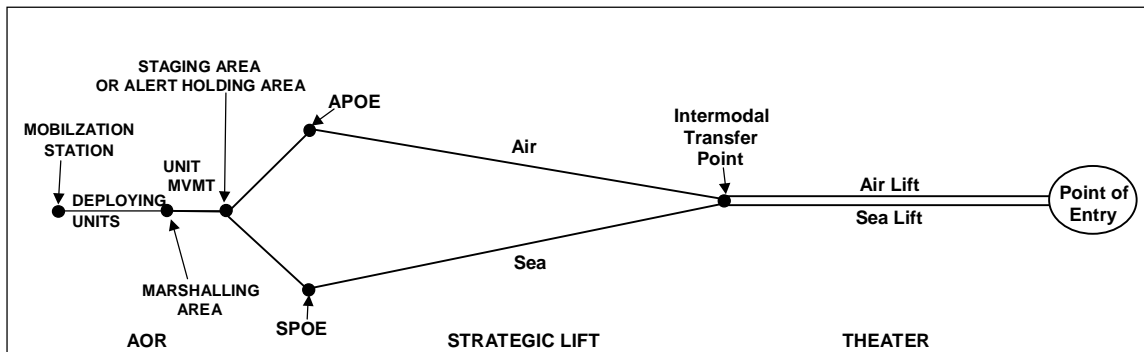 STAGING AREA
OR ALERT HOLDING AREA
APOE
MOBILZATION
STATION
UNIT
MVMT
Air
Intermodal
Transfer
Point
DEPLOYING
UNITS
Air Lift
Sea Lift
Point of
Entry
Sea
MARSHALLING
AREA
SPOE
AOR
STRATEGIC LIFT
THEATER